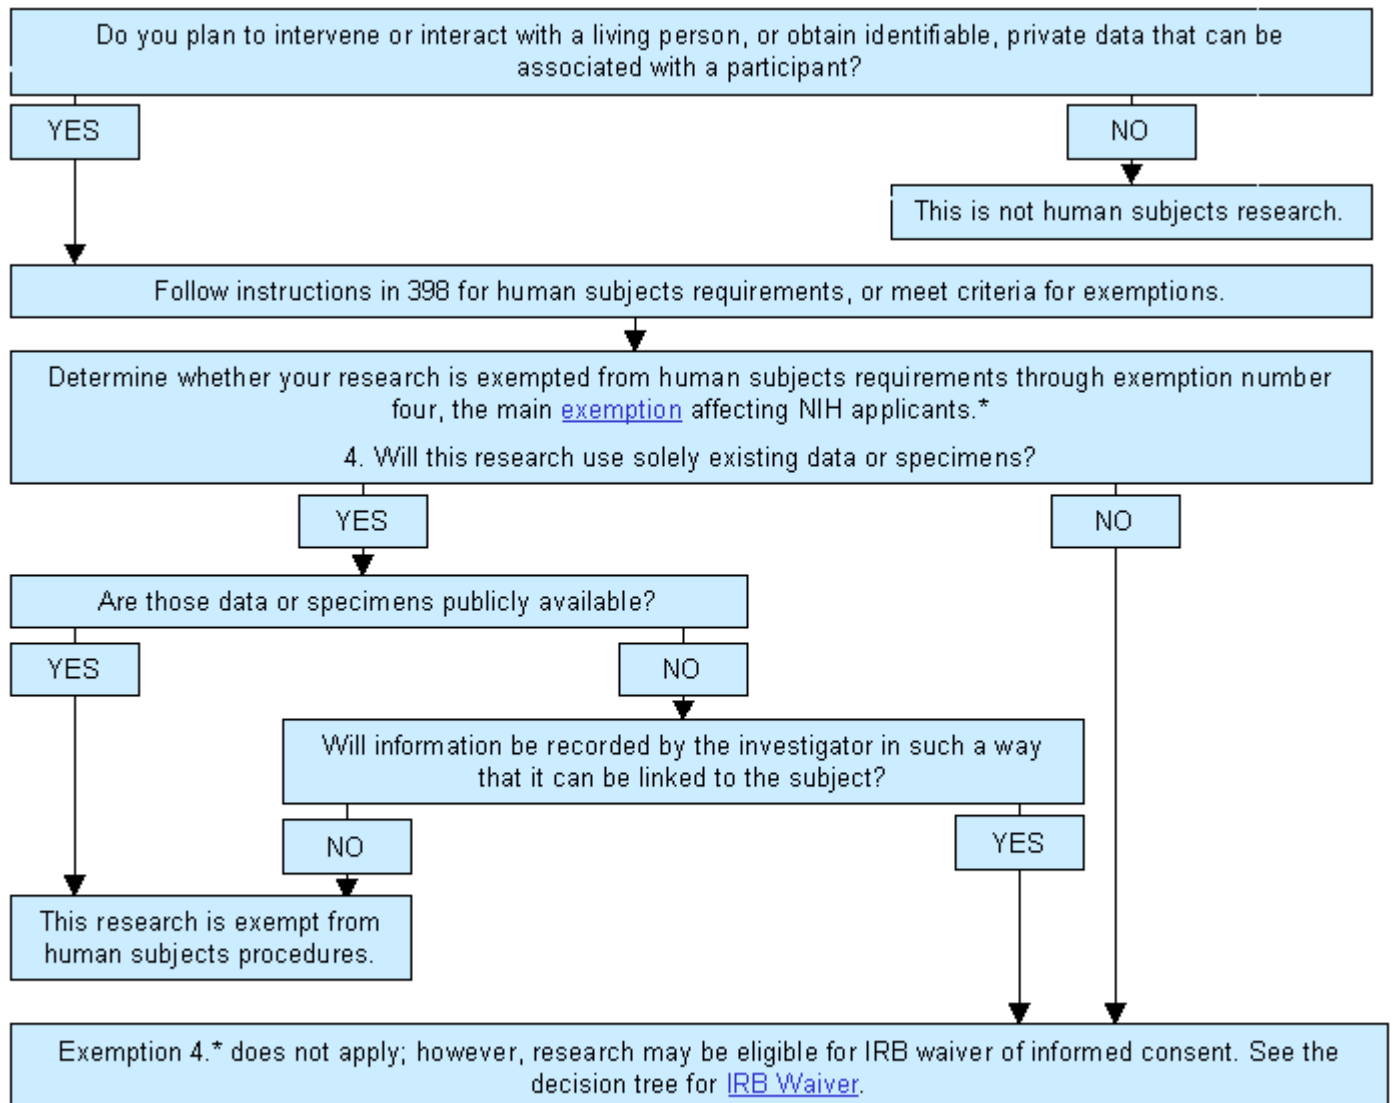 Do you plan to intervene or interact with a living person, or obtain identifiable, private data that can be
associated with a participant?
YES
NO
This is not human subjects research.
Follow instructions in 398 for human subjects requirements, or meet criteria for exemptions.
Determine whether your research is exempted from human subjects requirements through exemption number
four, the main exemption affecting NIH applicants.*
4. Will this research use solely existing data or specimens?
YES
NO
Are those data or specimens publicly available?
YES
NO
Will information be recorded by the investigator in such a way
that it can be linked to the subject?
NO
YES
This research is exempt from
human subjects procedures.
Exemption 4.* does not apply; however, research may be eligible for IRB waiver of informed consent. See the
decision tree for IRB Waiver.